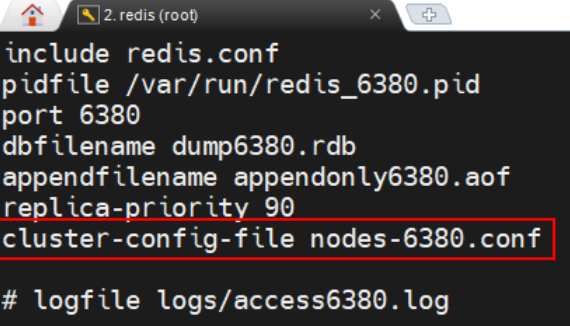 2. redis (root)
include redis.conf
pidfile /var/run/redis_6380.pid
port 6380
dbfilename dump6380.rdb
appendfilename appendonly6380.aof
replica-priority 90
cluster-config-file nodes-6380.conf
# logfile logs/access6380.log